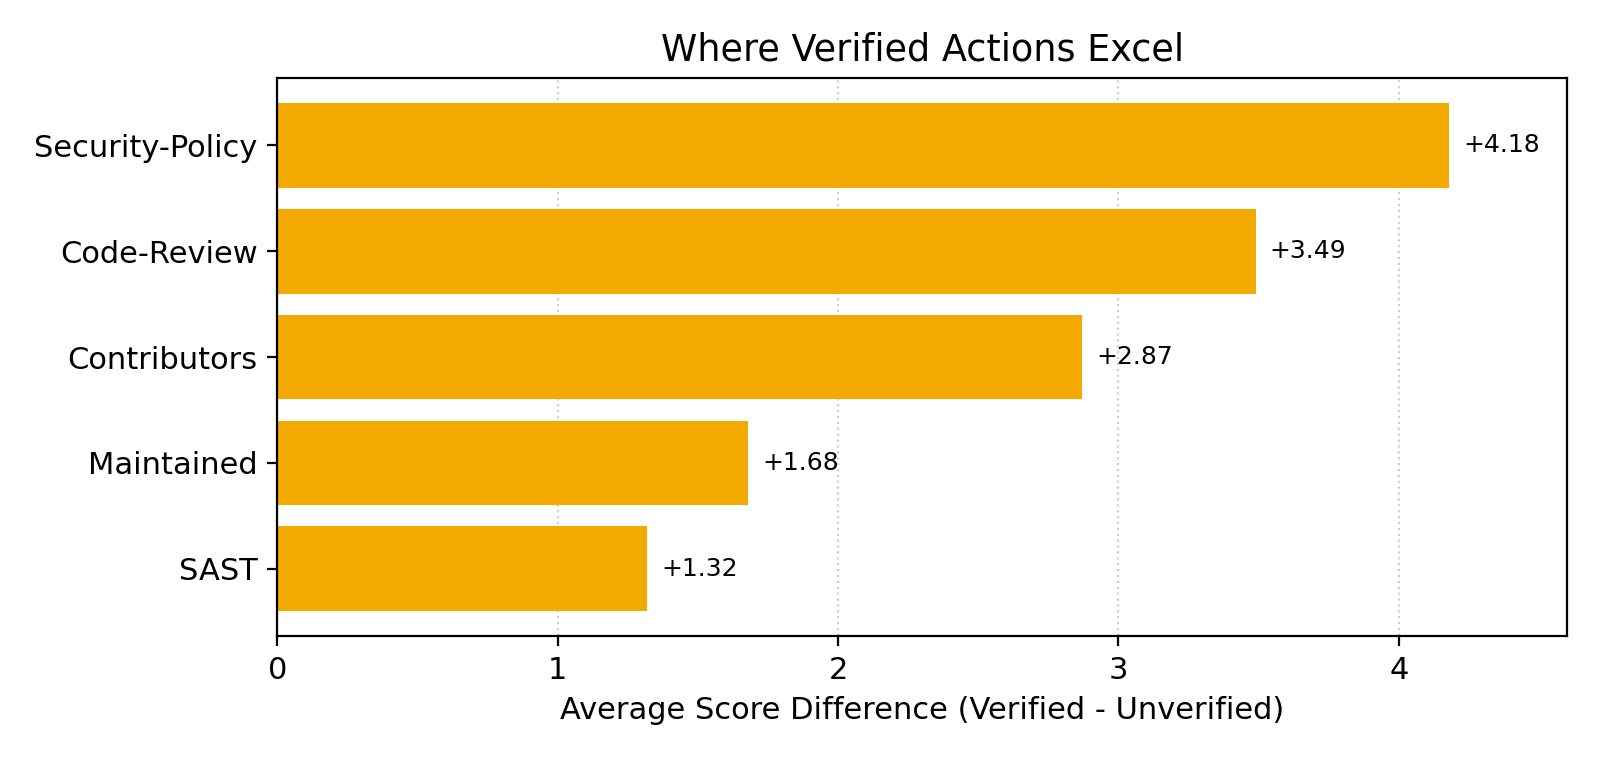 Where Verified Actions Excel
Security-Policy
+4.18
Code-Review
+3.49
Contributors
+2.87
Maintained
+1.68
SAST
+1.32
0 1 2 3 4
Average Score Difference (Verified - Unverified)